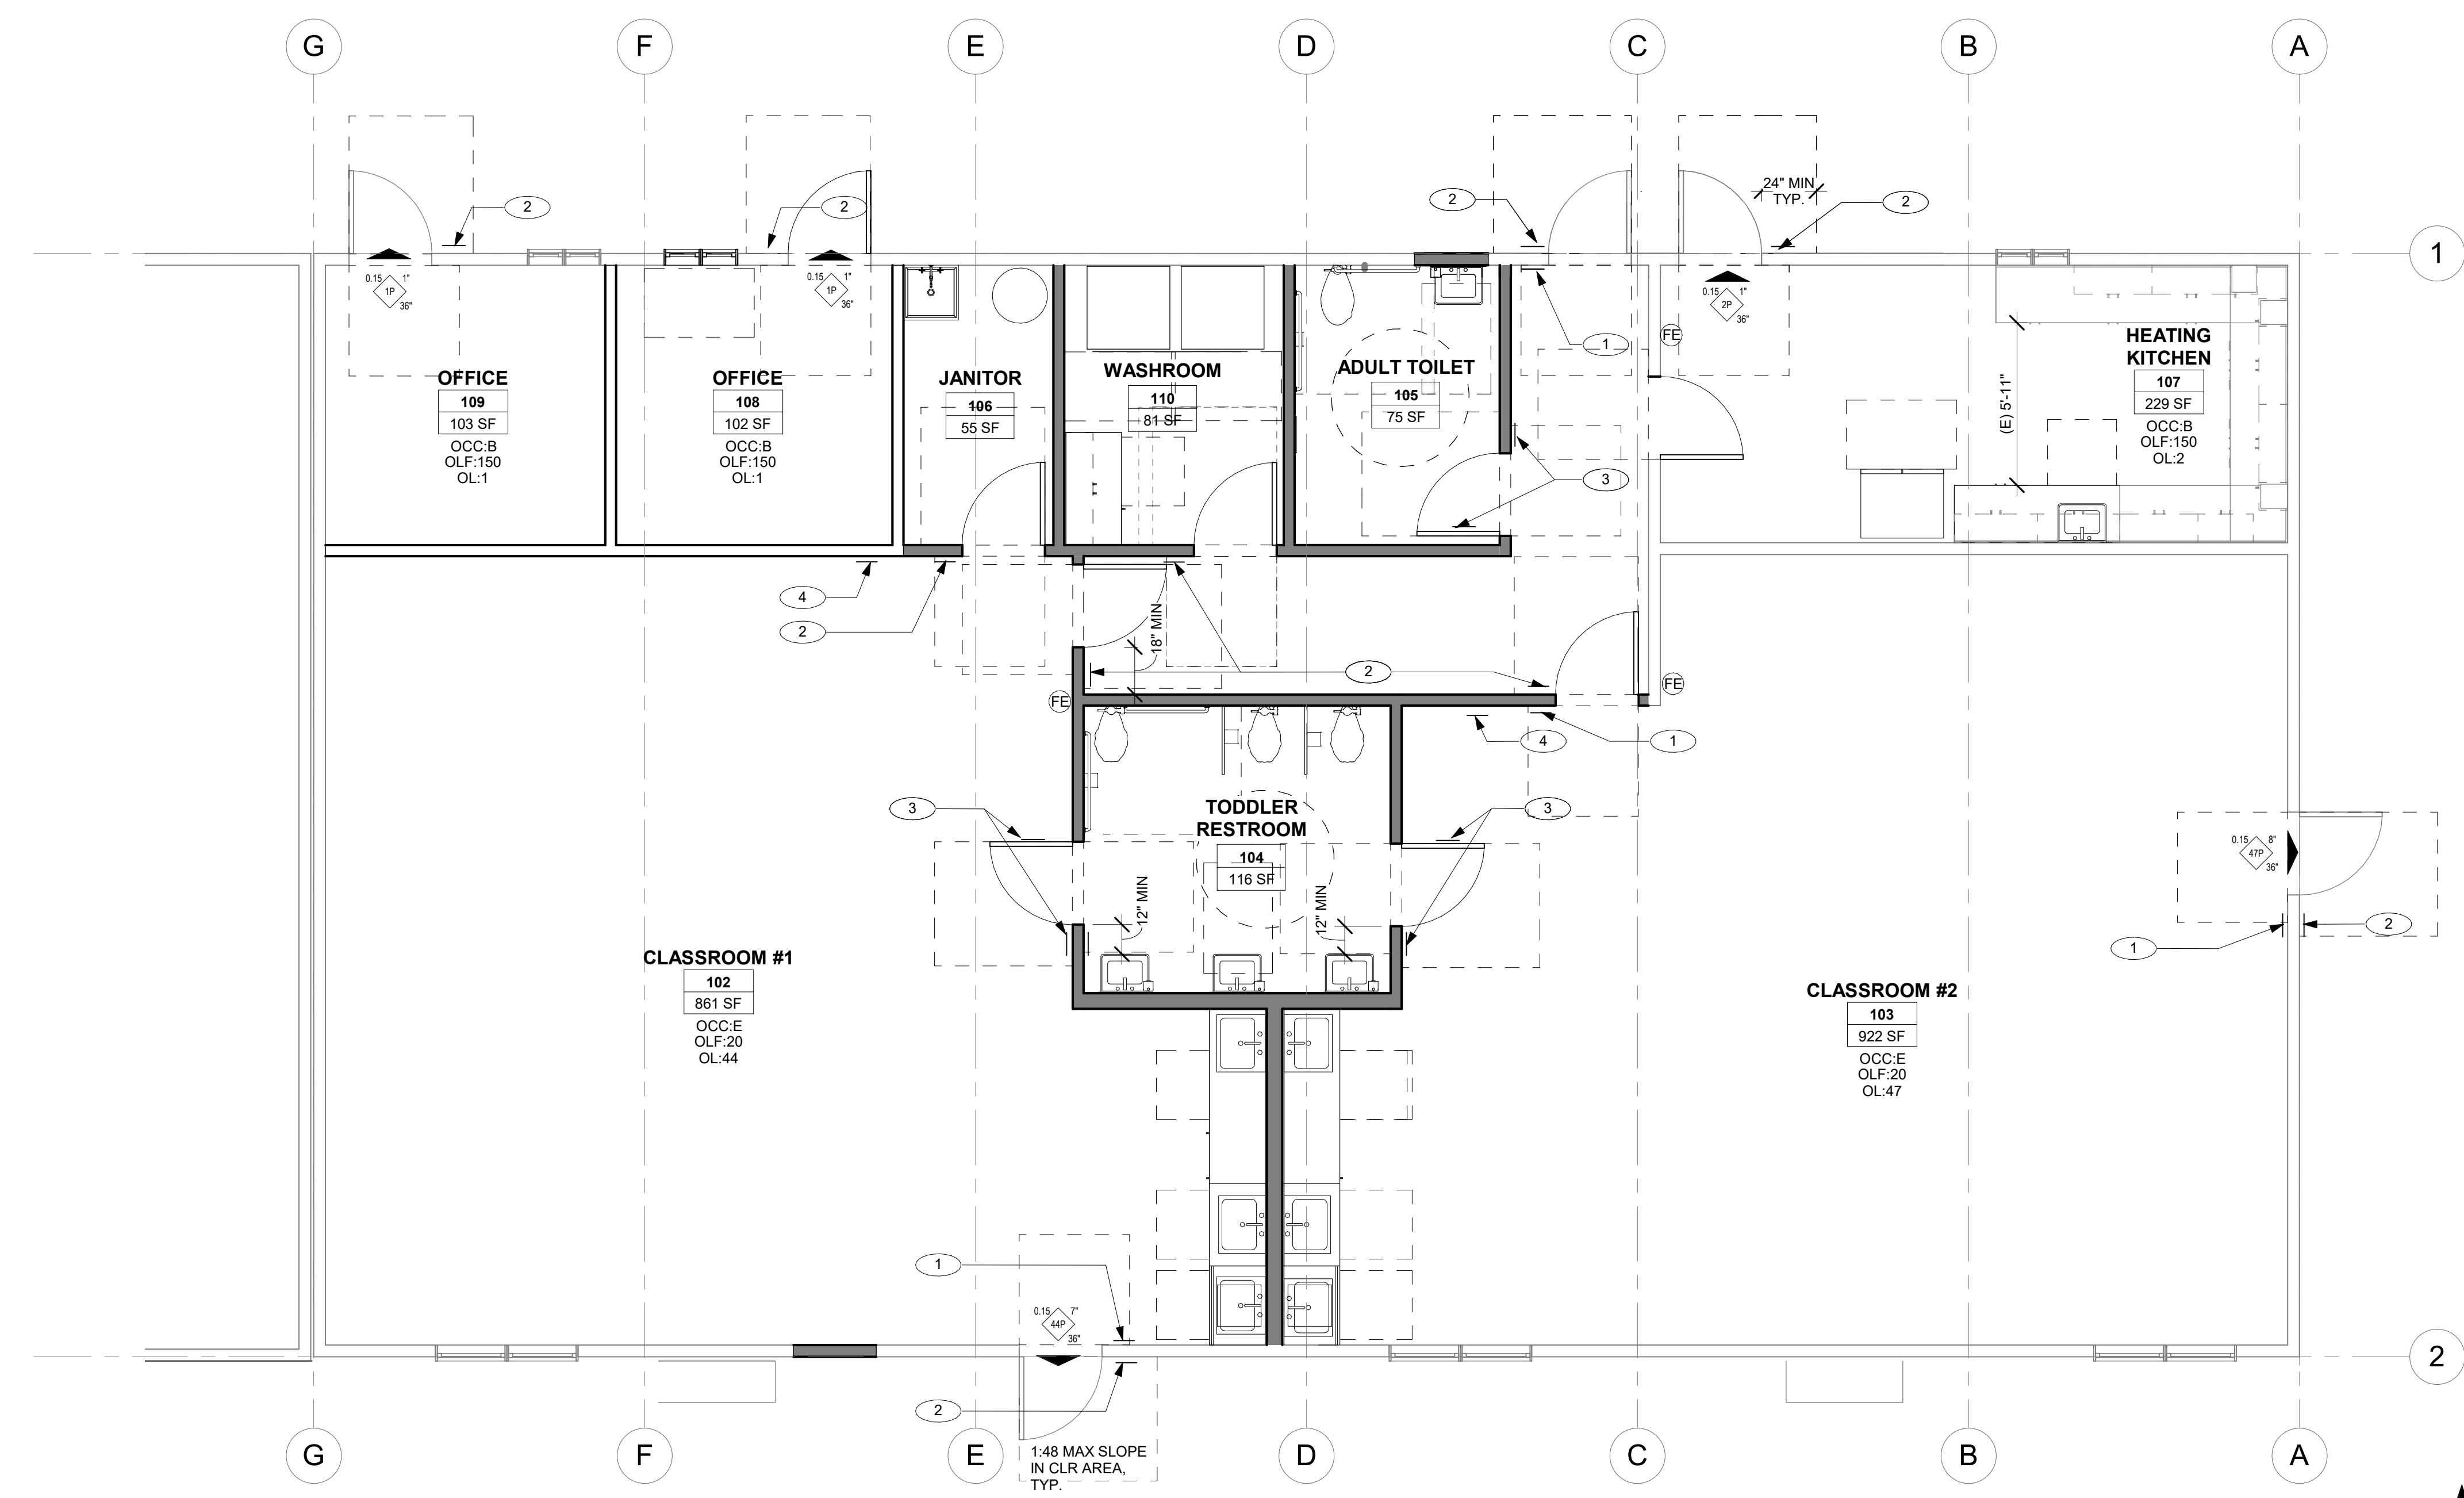 G F E D C B A
24" MIN
TYP.
2
2
2
2
1
0.15 1"
1P
36"
0.15 1"
1P
36"
0.15 1"
2P
36"
FE
1
OFFICE
109
103 SF
OCC:B
OLF:150
OL:1
OFFICE
108
102 SF
OCC:B
OLF:150
OL:1
JANITOR
106
55 SF
WASHROOM
110
81 SF
ADULT TOILET
105
75 SF
(E) 5'-11"
HEATING
KITCHEN
107
229 SF
OCC:B
OLF:150
OL:2
3
4
2
18" MIN
2
FE
FE
4
1
3
TODDLER
RESTROOM
104
116 SF
3
12" MIN
12" MIN
0.15 8"
47P
36"
1
2
CLASSROOM #1
102
861 SF
OCC:E
OLF:20
OL:44
CLASSROOM #2
103
922 SF
OCC:E
OLF:20
OL:47
1
0.15 7"
44P
36"
2
2
1:48 MAX SLOPE
IN CLR AREA,
TYP.
G F E D C B A